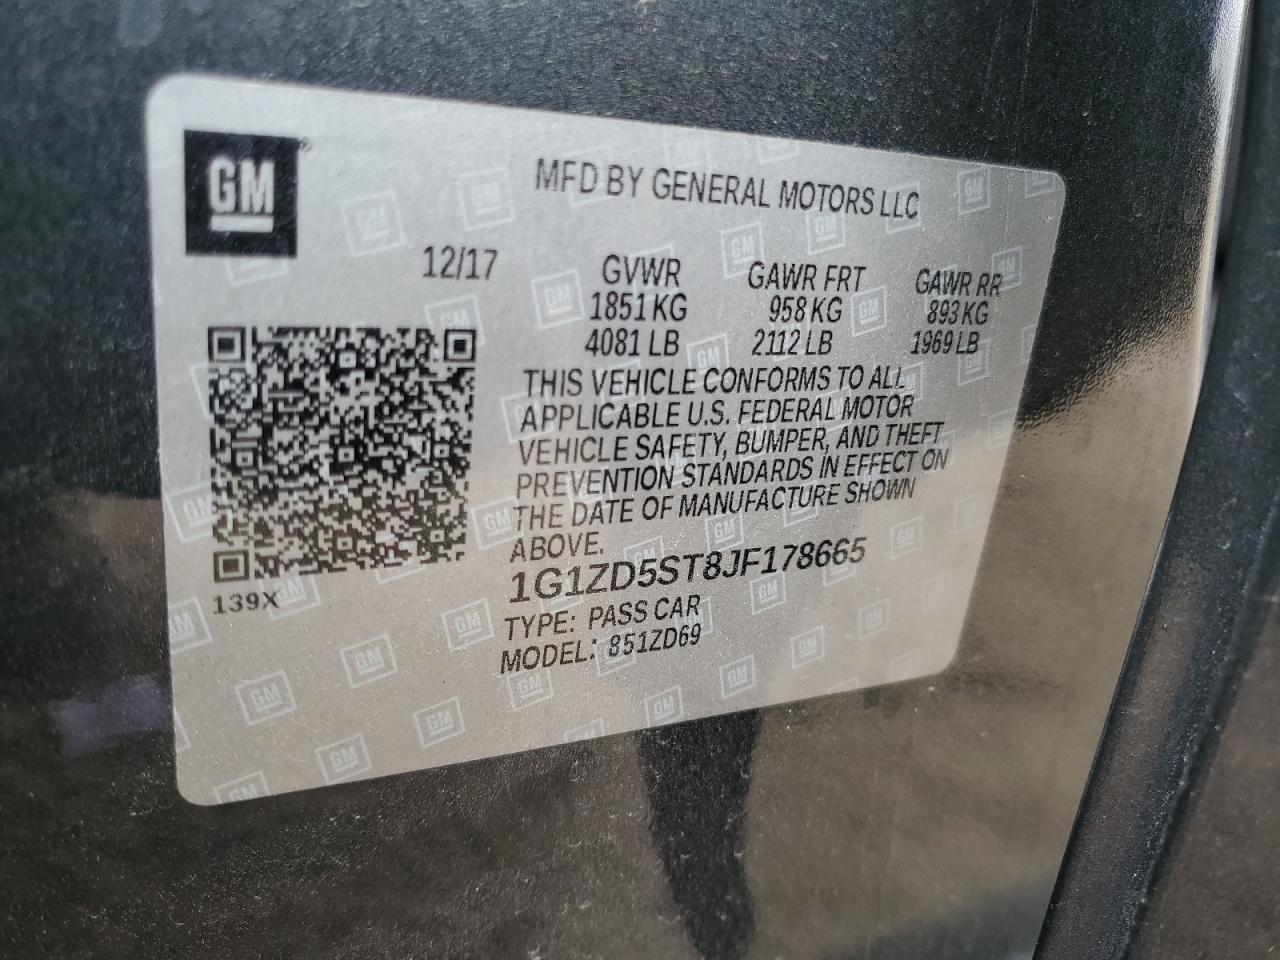 GM
MFD BY GENERAL MOTORS LLC
12/17
GVWR GAWR FRT GAWR RR
1851 KG 958 KG 893 KG
4081 LB 2112 LB 1969 LB
THIS VEHICLE CONFORMS TO ALL
APPLICABLE U.S. FEDERAL MOTOR
VEHICLE SAFETY, BUMPER, AND THEFT
PREVENTION STANDARDS IN EFFECT ON
THE DATE OF MANUFACTURE SHOWN
ABOVE.
139X
1G1ZD5ST8JF178665
TYPE: PASS CAR
MODEL: 851ZD69